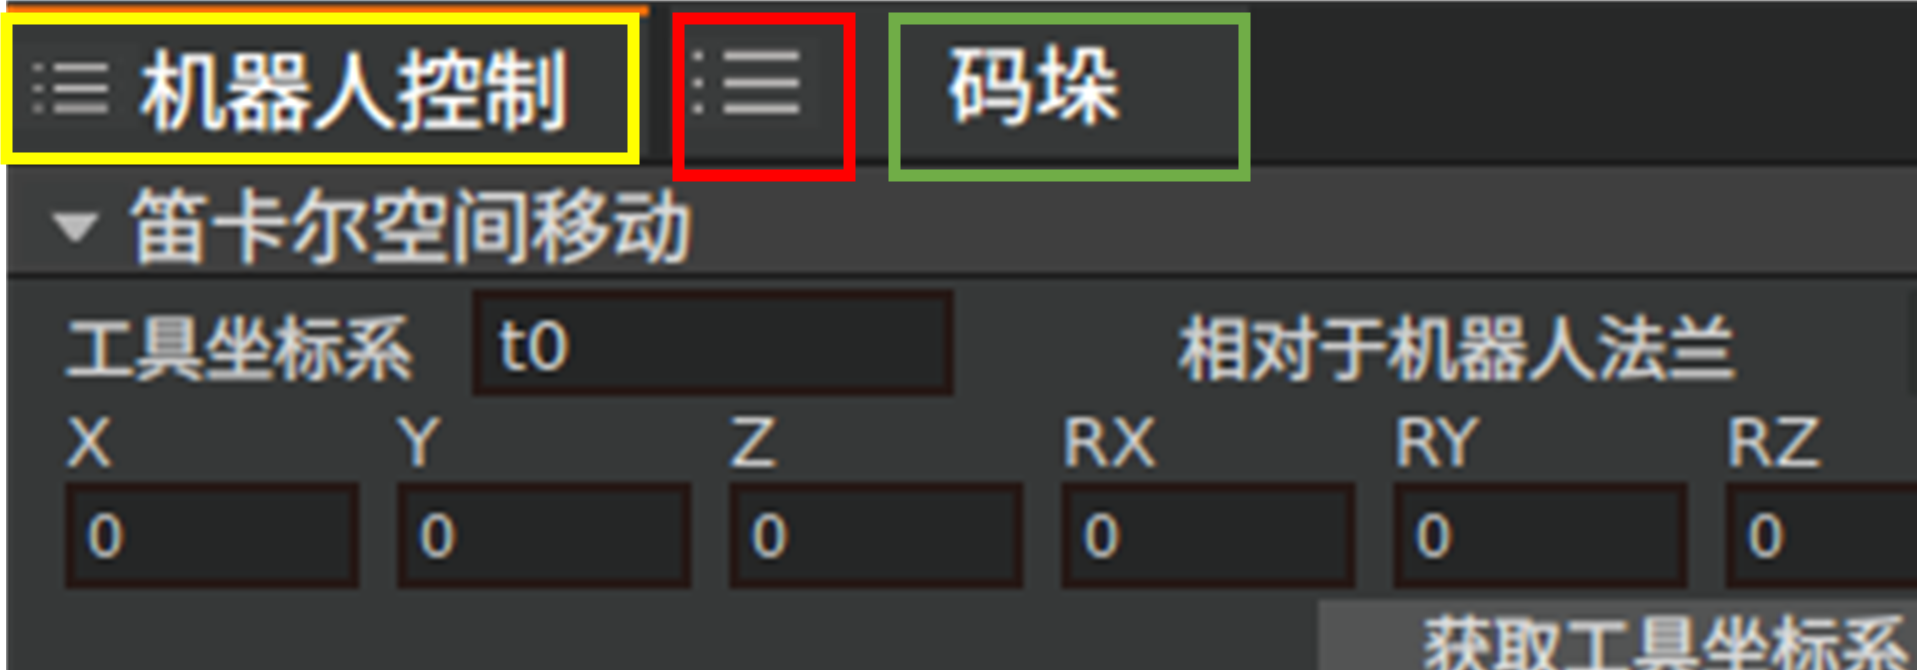 机器人控制 码垛
笛卡尔空间移动
工具坐标系 t0 相对于机器人法兰
X Y Z RX RY RZ
0 0 0 0 0 0
获取工具坐标系